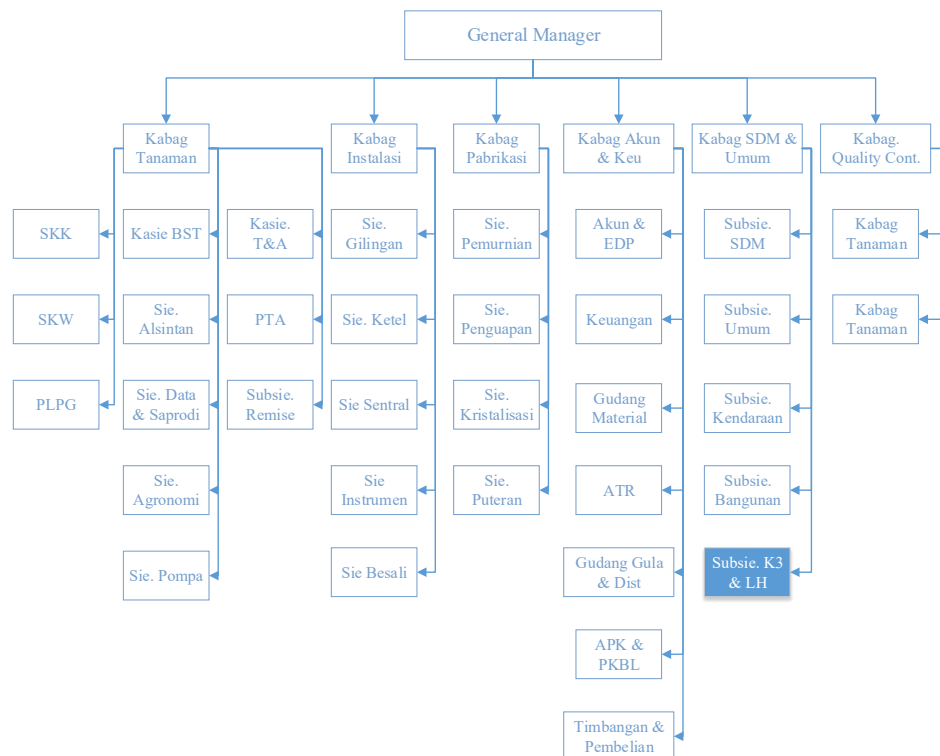 General Manager
Kabag
Tanaman
Kabag
Instalasi
Kabag
Pabrikasi
Kabag Akun
& Keu
Kabag SDM &
Umum
Kabag.
Quality Cont.
SKK
Kasie BST
Kasie.
T&A
Sie.
Gilingan
Sie.
Pemurnian
Akun &
EDP
Subsie.
SDM
Kabag
Tanaman
SKW
Sie.
Alsintan
PTA
Sie. Ketel
Sie.
Penguapan
Keuangan
Subsie.
Umum
Kabag
Tanaman
PLPG
Sie. Data
& Saprodi
Subsie.
Remise
Sie Sentral
Sie.
Kristalisasi
Gudang
Material
Subsie.
Kendaraan
Sie.
Agronomi
Sie
Instrumen
Sie.
Puteran
ATR
Subsie.
Bangunan
Sie. Pompa
Sie Besali
Gudang Gula
& Dist
Subsie. K3
& LH
APK &
PKBL
Timbangan &
Pembelian